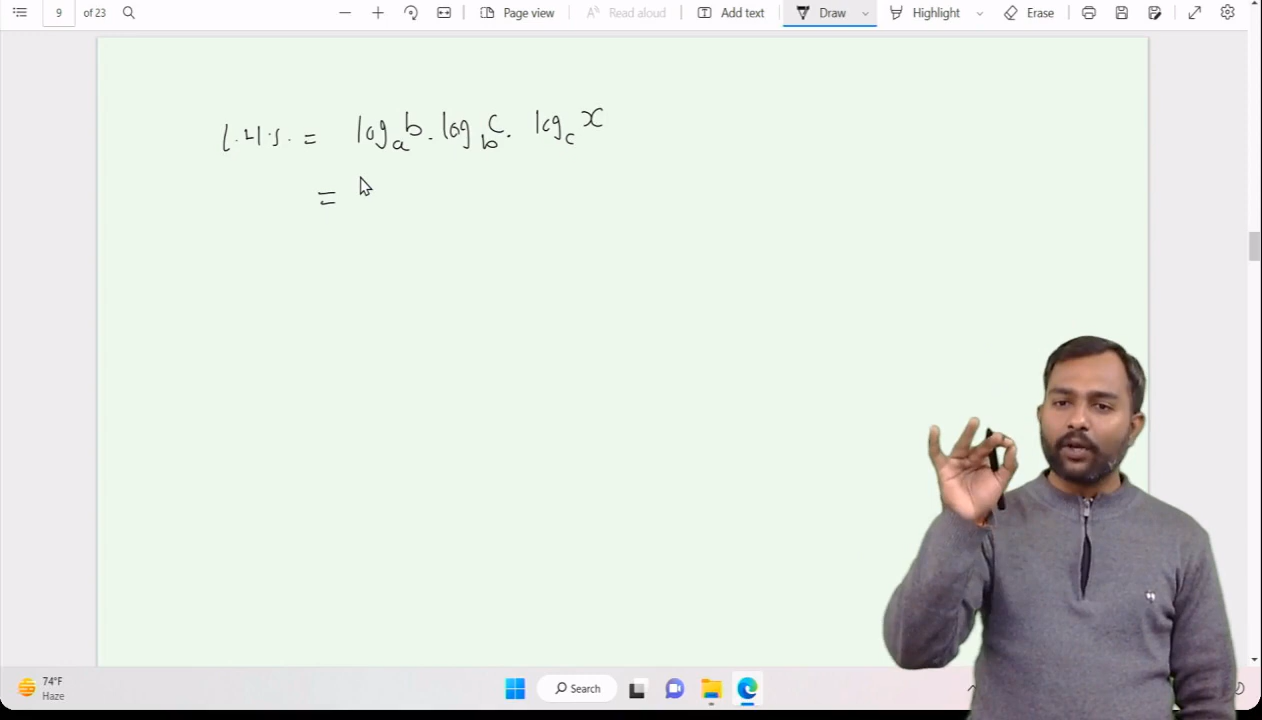 9 of 23 Page view Read aloud Add text Draw Highlight Erase
L.H.S. = log_a b . log_b c . log_c x
=
74°F
Haze
Search